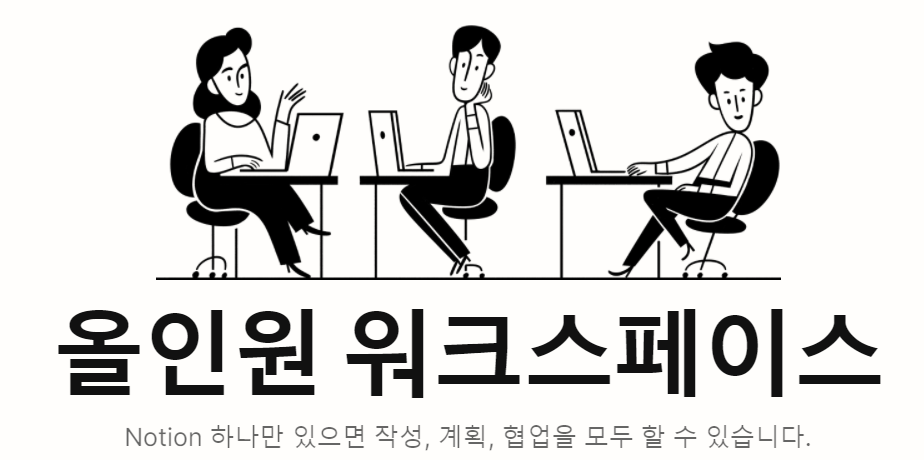 올인원 워크스페이스
Notion 하나만 있으면 작성, 계획, 협업을 모두 할 수 있습니다.